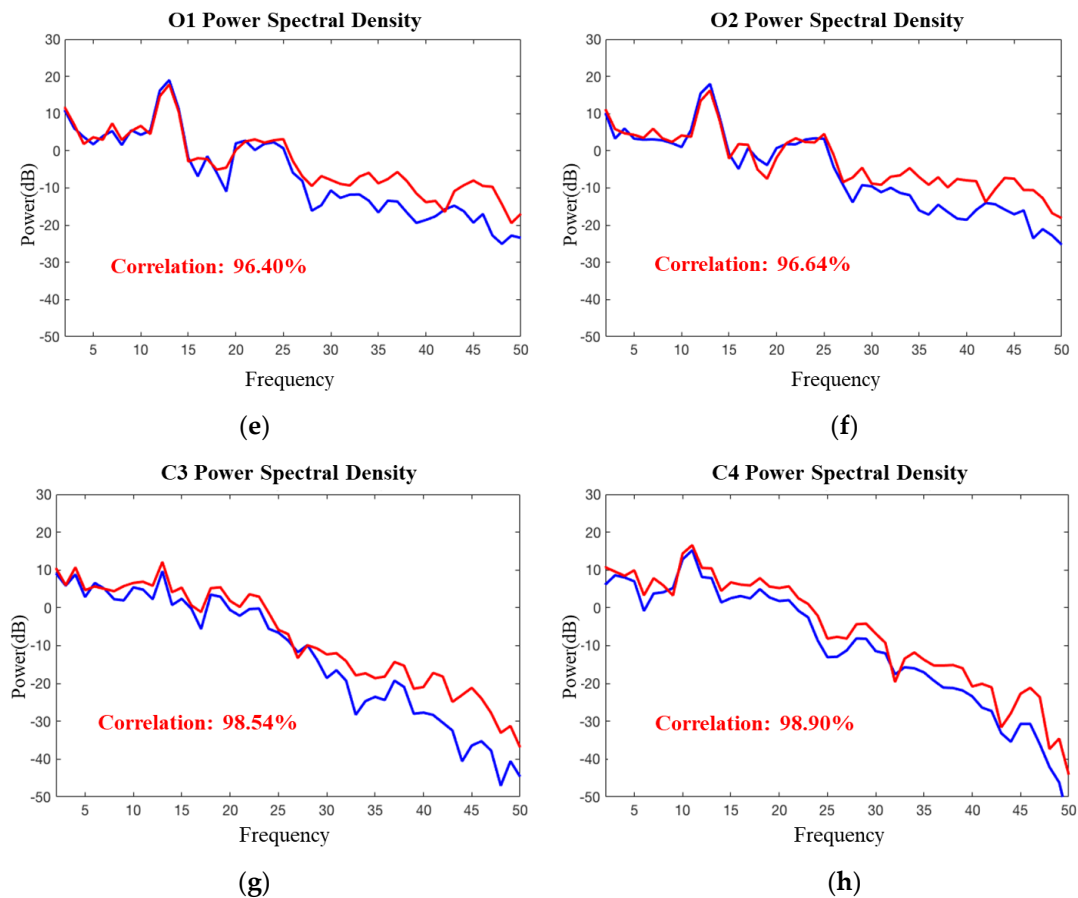 O1 Power Spectral Density
30
20
10
0
-10
-20
-30
-40
-50
Power(dB)
Correlation: 96.40%
5 10 15 20 25 30 35 40 45 50
Frequency
(e)
O2 Power Spectral Density
30
20
10
0
-10
-20
-30
-40
-50
Power(dB)
Correlation: 96.64%
5 10 15 20 25 30 35 40 45 50
Frequency
(f)
C3 Power Spectral Density
30
20
10
0
-10
-20
-30
-40
-50
Power(dB)
Correlation: 98.54%
5 10 15 20 25 30 35 40 45 50
Frequency
(g)
C4 Power Spectral Density
30
20
10
0
-10
-20
-30
-40
-50
Power(dB)
Correlation: 98.90%
5 10 15 20 25 30 35 40 45 50
Frequency
(h)